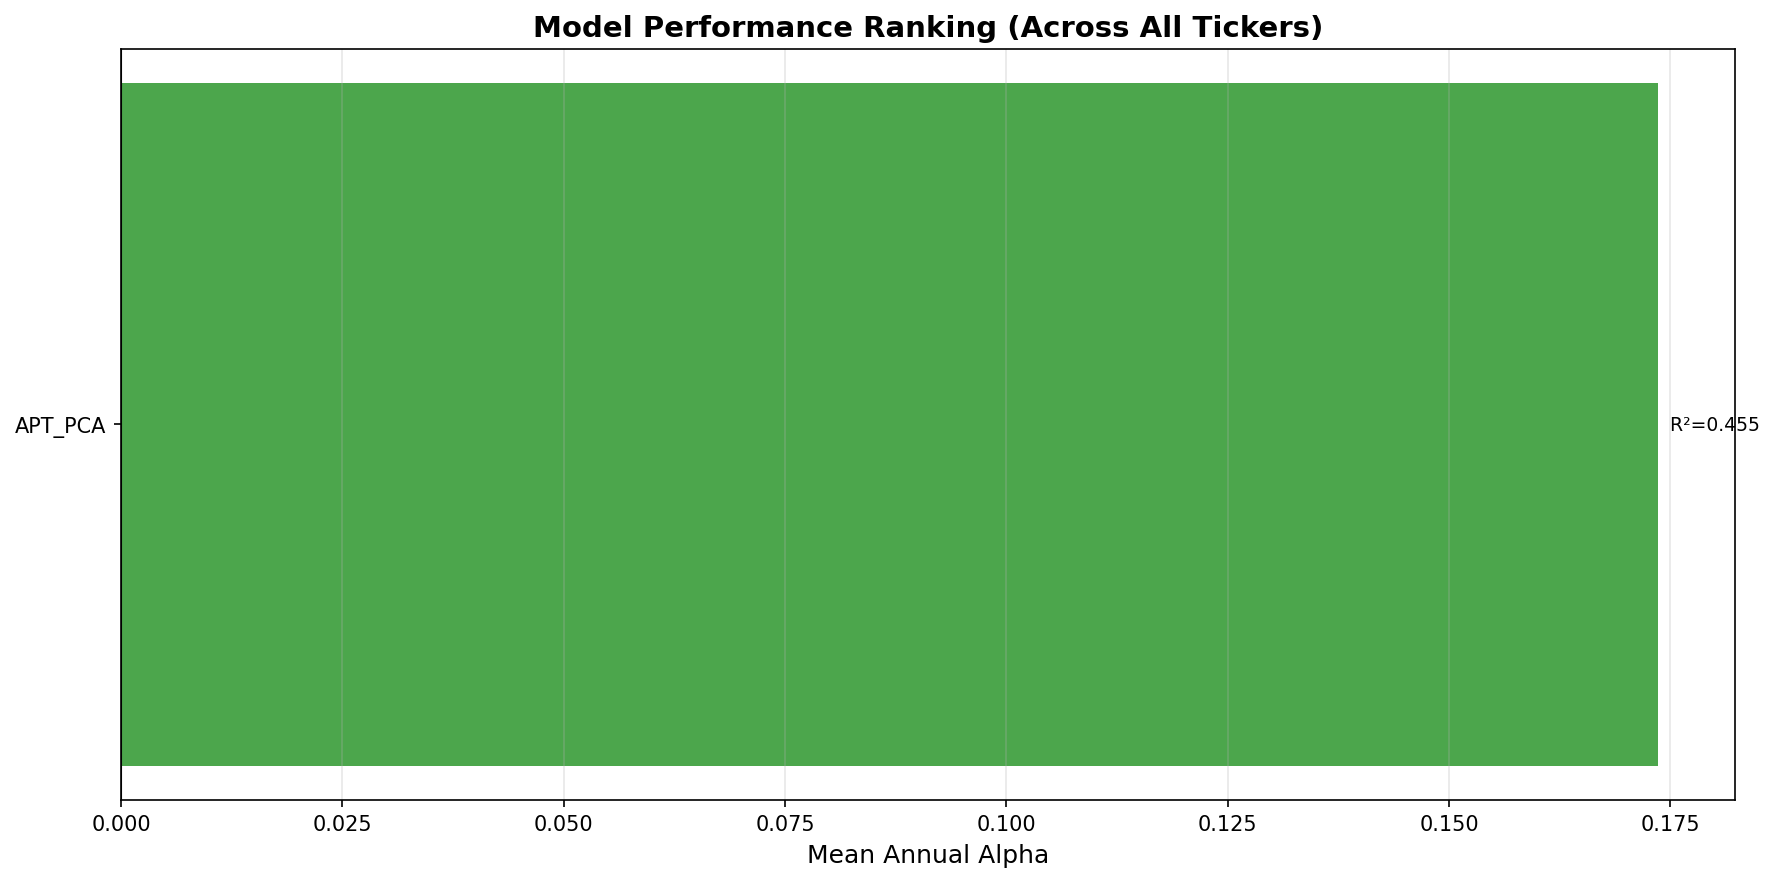 Model Performance Ranking (Across All Tickers)
APT_PCA
R²=0.455
0.000 0.025 0.050 0.075 0.100 0.125 0.150 0.175
Mean Annual Alpha